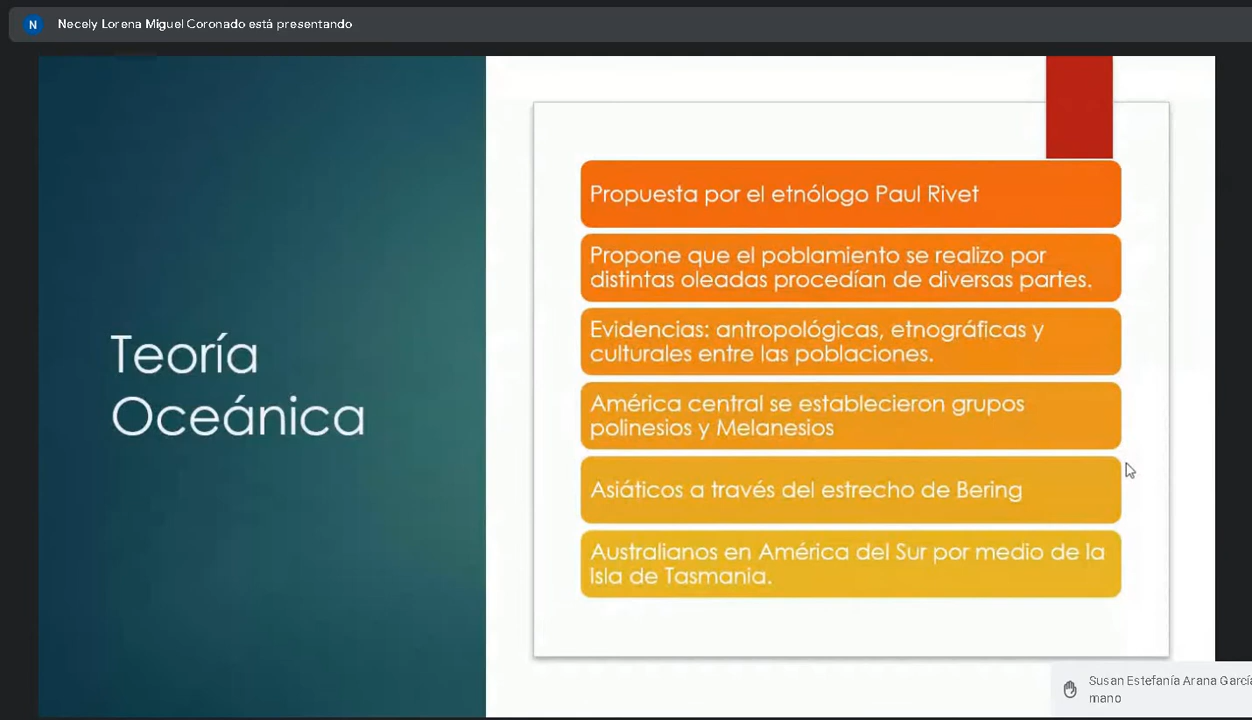 N
Necely Lorena Miguel Coronado está presentando
Teoría
Oceánica
Propuesta por el etnólogo Paul Rivet
Propone que el poblamiento se realizo por
distintas oleadas procedían de diversas partes.
Evidencias: antropológicas, etnográficas y
culturales entre las poblaciones.
América central se establecieron grupos
polinesios y Melanesios
Asiáticos a través del estrecho de Bering
Australianos en América del Sur por medio de la
Isla de Tasmania.
Susan Estefanía Arana García
mano